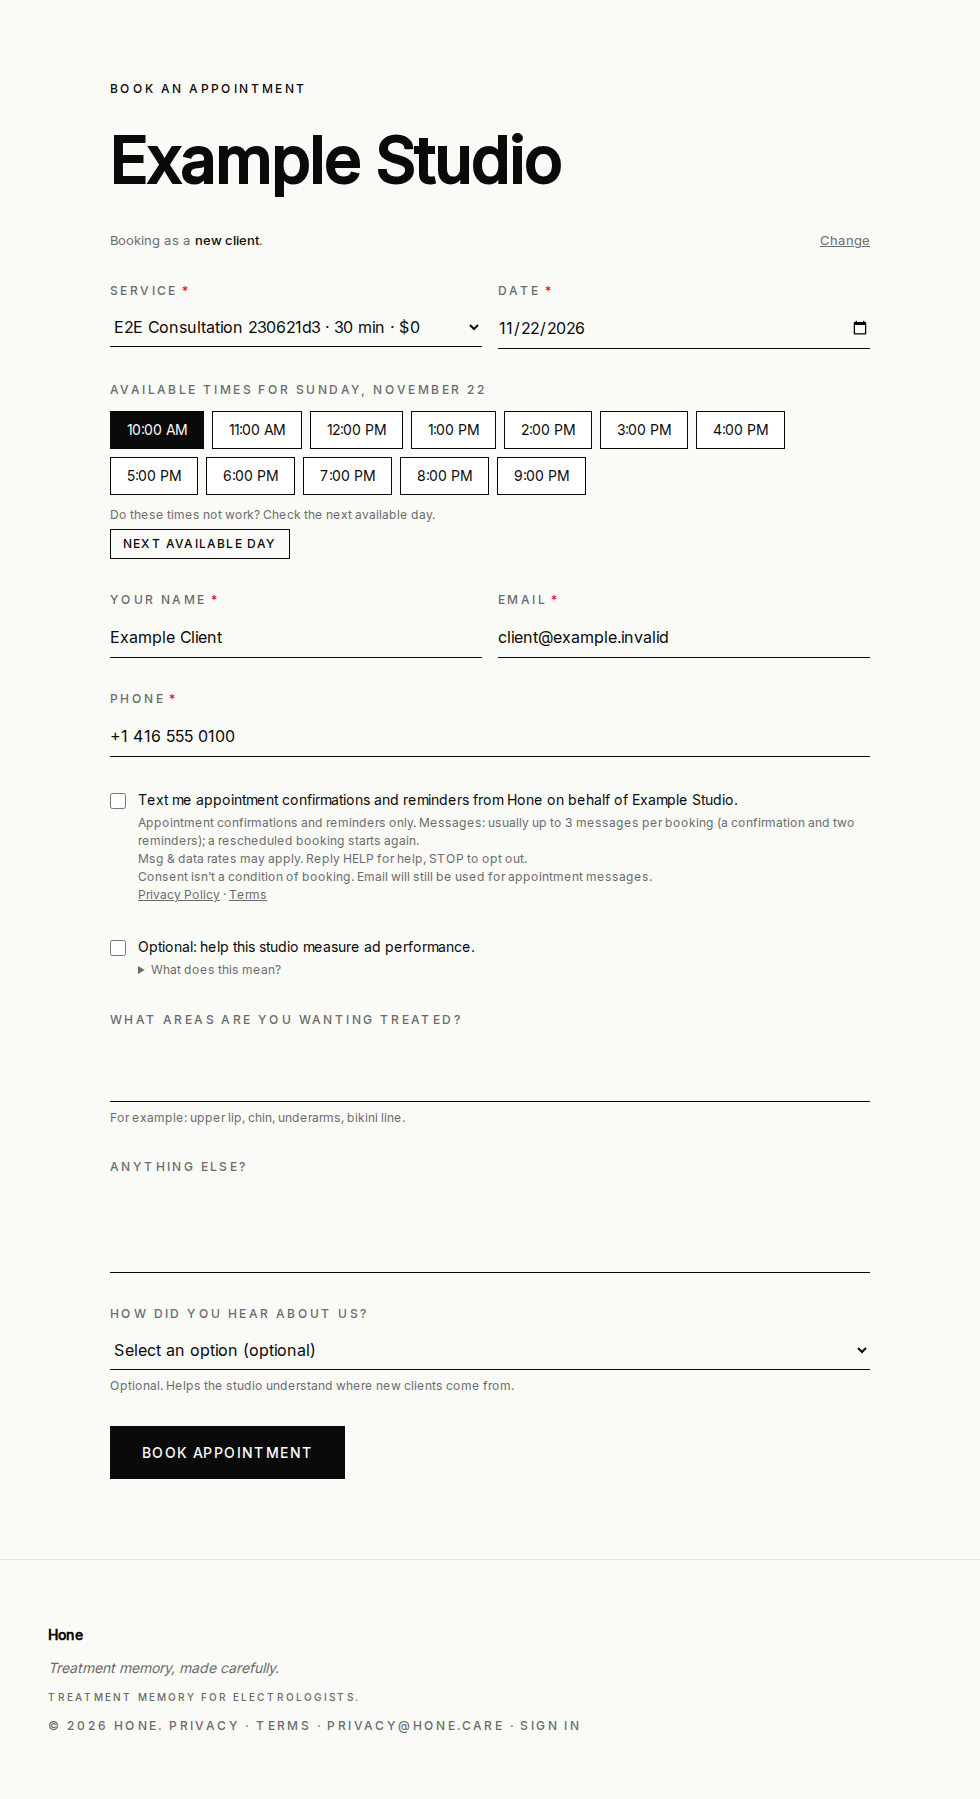 BOOK AN APPOINTMENT
Example Studio
Booking as a new client. Change
SERVICE * DATE *
E2E Consultation 230621d3 · 30 min · $0 11/22/2026
AVAILABLE TIMES FOR SUNDAY, NOVEMBER 22
10:00 AM 11:00 AM 12:00 PM 1:00 PM 2:00 PM 3:00 PM 4:00 PM
5:00 PM 6:00 PM 7:00 PM 8:00 PM 9:00 PM
Do these times not work? Check the next available day.
NEXT AVAILABLE DAY
YOUR NAME * EMAIL *
Example Client client@example.invalid
PHONE *
+1 416 555 0100
Text me appointment confirmations and reminders from Hone on behalf of Example Studio.
Appointment confirmations and reminders only. Messages: usually up to 3 messages per booking (a confirmation and two
reminders); a rescheduled booking starts again.
Msg & data rates may apply. Reply HELP for help, STOP to opt out.
Consent isn't a condition of booking. Email will still be used for appointment messages.
Privacy Policy · Terms
Optional: help this studio measure ad performance.
What does this mean?
WHAT AREAS ARE YOU WANTING TREATED?
For example: upper lip, chin, underarms, bikini line.
ANYTHING ELSE?
HOW DID YOU HEAR ABOUT US?
Select an option (optional)
Optional. Helps the studio understand where new clients come from.
BOOK APPOINTMENT
Hone
Treatment memory, made carefully.
TREATMENT MEMORY FOR ELECTROLOGISTS.
© 2026 HONE. PRIVACY · TERMS · PRIVACY@HONE.CARE · SIGN IN